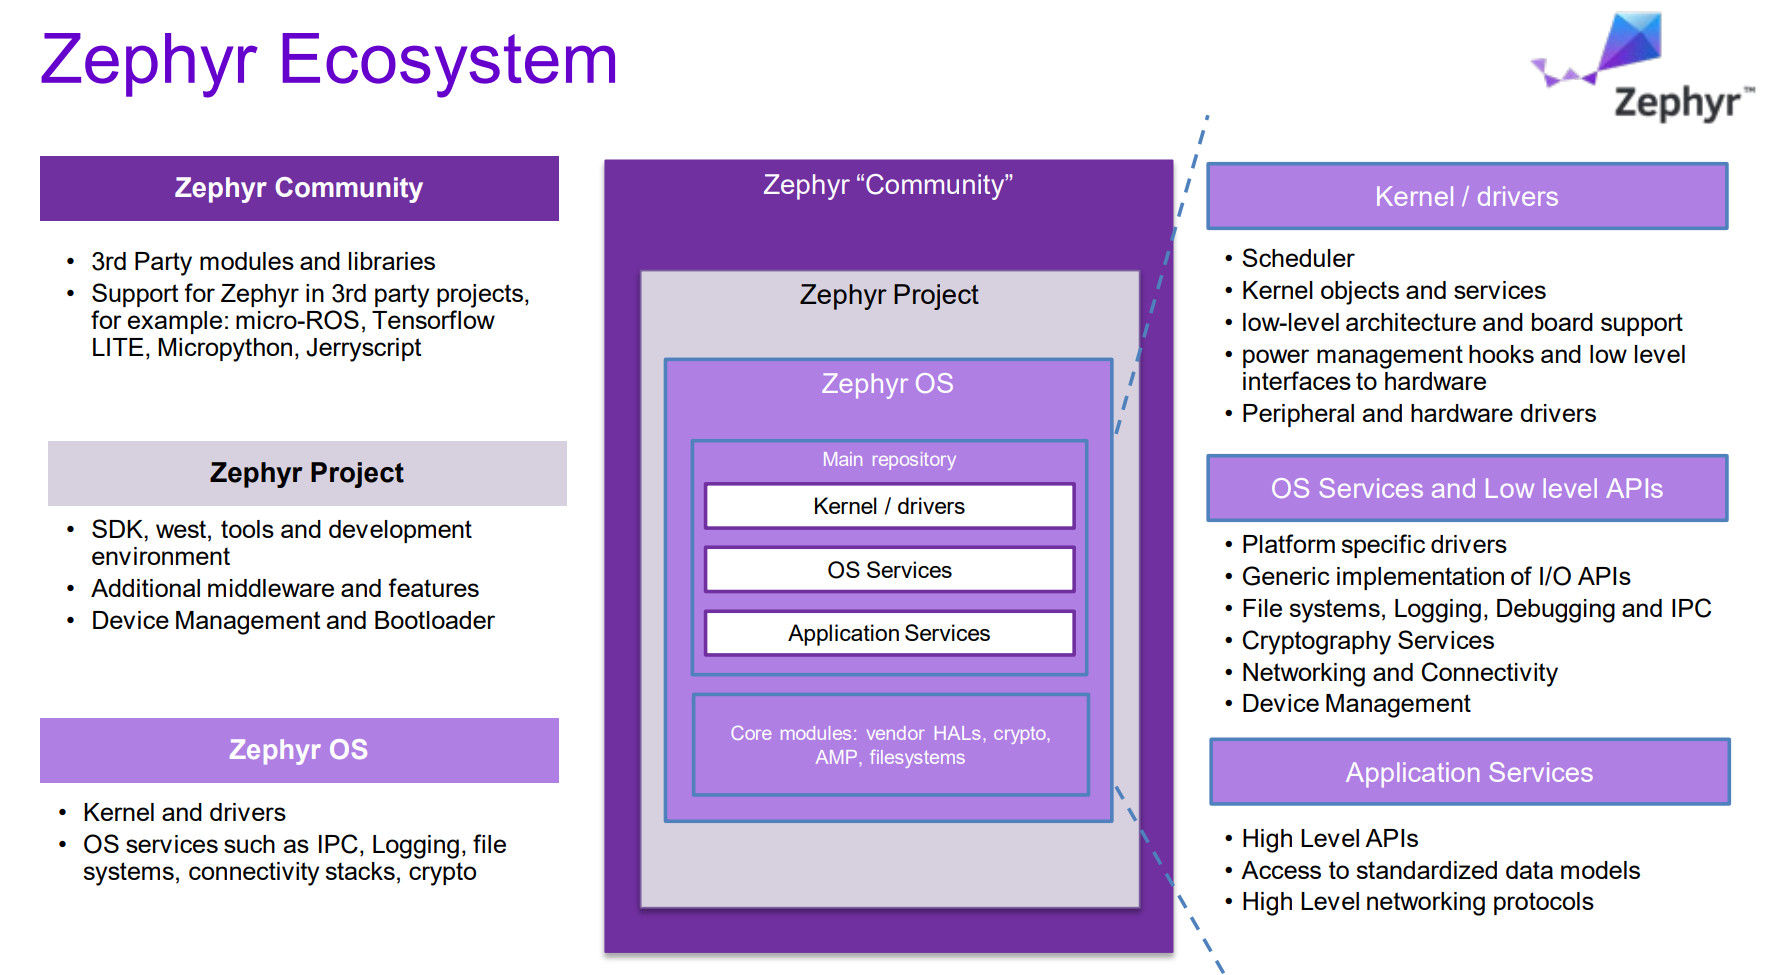 Zephyr Ecosystem
Zephyr™
Zephyr Community
• 3rd Party modules and libraries
• Support for Zephyr in 3rd party projects,
for example: micro-ROS, Tensorflow
LITE, Micropython, Jerryscript
Zephyr Project
• SDK, west, tools and development
environment
• Additional middleware and features
• Device Management and Bootloader
Zephyr OS
• Kernel and drivers
• OS services such as IPC, Logging, file
systems, connectivity stacks, crypto
Zephyr “Community”
Zephyr Project
Zephyr OS
Main repository
Kernel / drivers
OS Services
Application Services
Core modules: vendor HALs, crypto,
AMP, filesystems
Kernel / drivers
• Scheduler
• Kernel objects and services
• low-level architecture and board support
• power management hooks and low level
interfaces to hardware
• Peripheral and hardware drivers
OS Services and Low level APIs
• Platform specific drivers
• Generic implementation of I/O APIs
• File systems, Logging, Debugging and IPC
• Cryptography Services
• Networking and Connectivity
• Device Management
Application Services
• High Level APIs
• Access to standardized data models
• High Level networking protocols